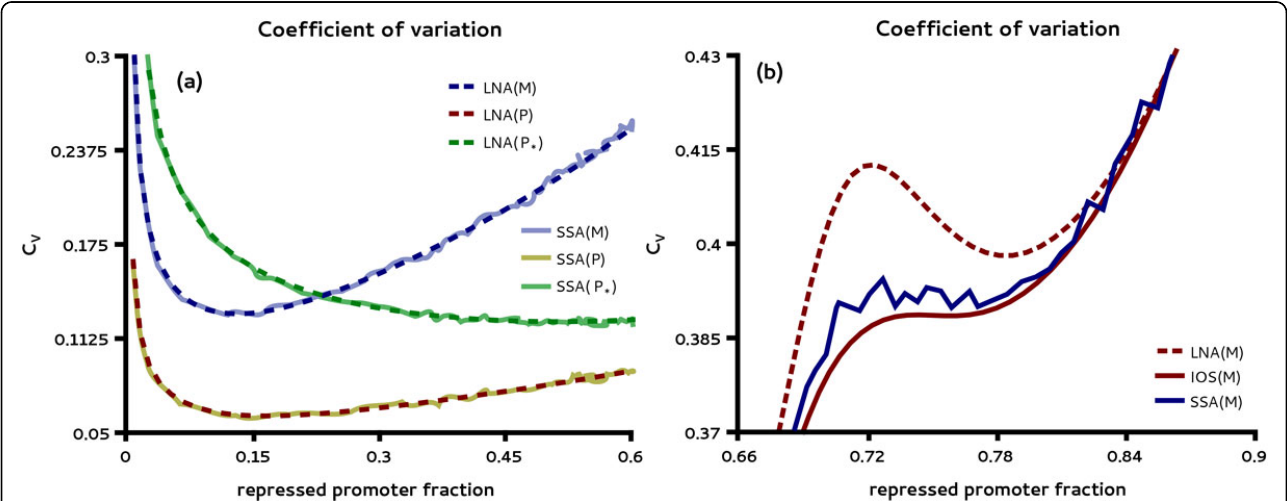 Coefficient of variation
(a)
LNA(M)
LNA(P)
LNA(P*)
SSA(M)
SSA(P)
SSA(P*)
0.3
0.2375
0.175
0.1125
0.05
Cv
0
0.15
0.3
0.45
0.6
repressed promoter fraction
Coefficient of variation
(b)
0.43
0.415
0.4
0.385
0.37
Cv
LNA(M)
IOS(M)
SSA(M)
0.66
0.72
0.78
0.84
0.9
repressed promoter fraction